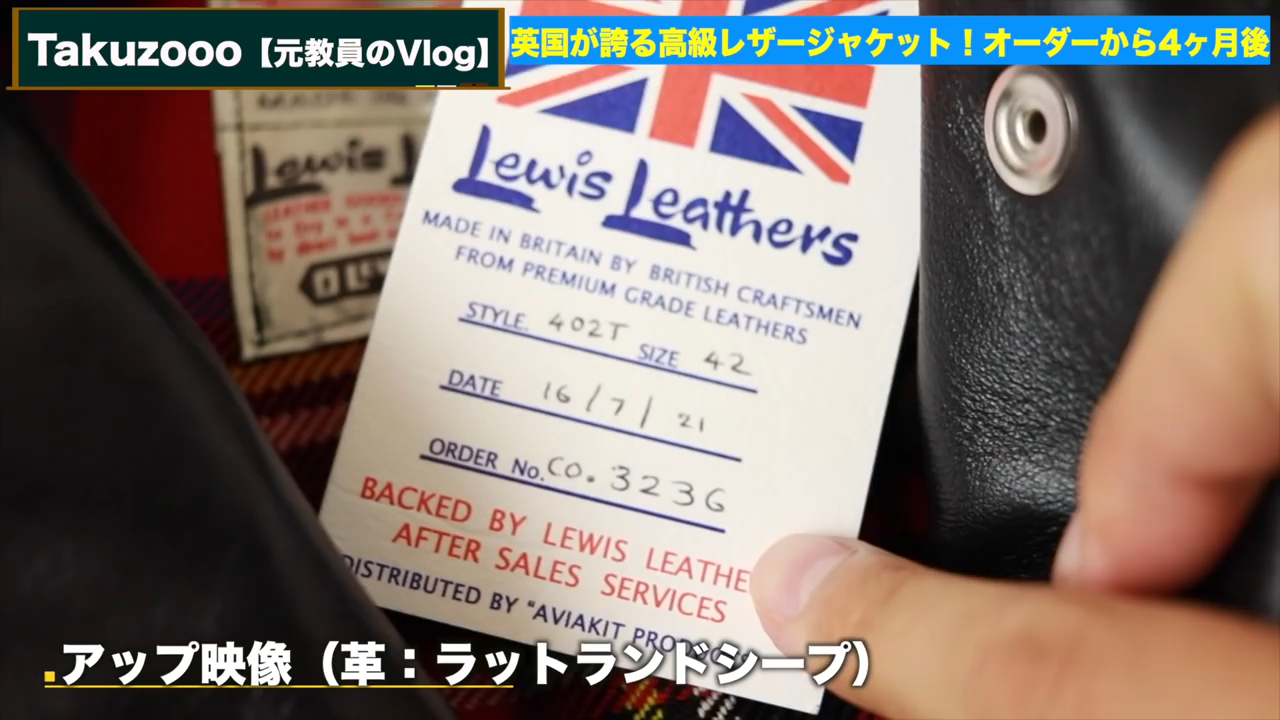 Takuzooo【元教員のVlog】
英国が誇る高級レザージャケット！オーダーから4ヶ月後
Lewis L
Lewis Leathers
MADE IN BRITAIN BY BRITISH CRAFTSMEN
FROM PREMIUM GRADE LEATHERS
STYLE. 402T SIZE 42
DATE 16/7/21
ORDER No. CO. 3236
BACKED BY LEWIS LEATHE
AFTER SALES SERVICES
DISTRIBUTED BY "AVIAKIT
アップ映像（革：ラットランドシープ）